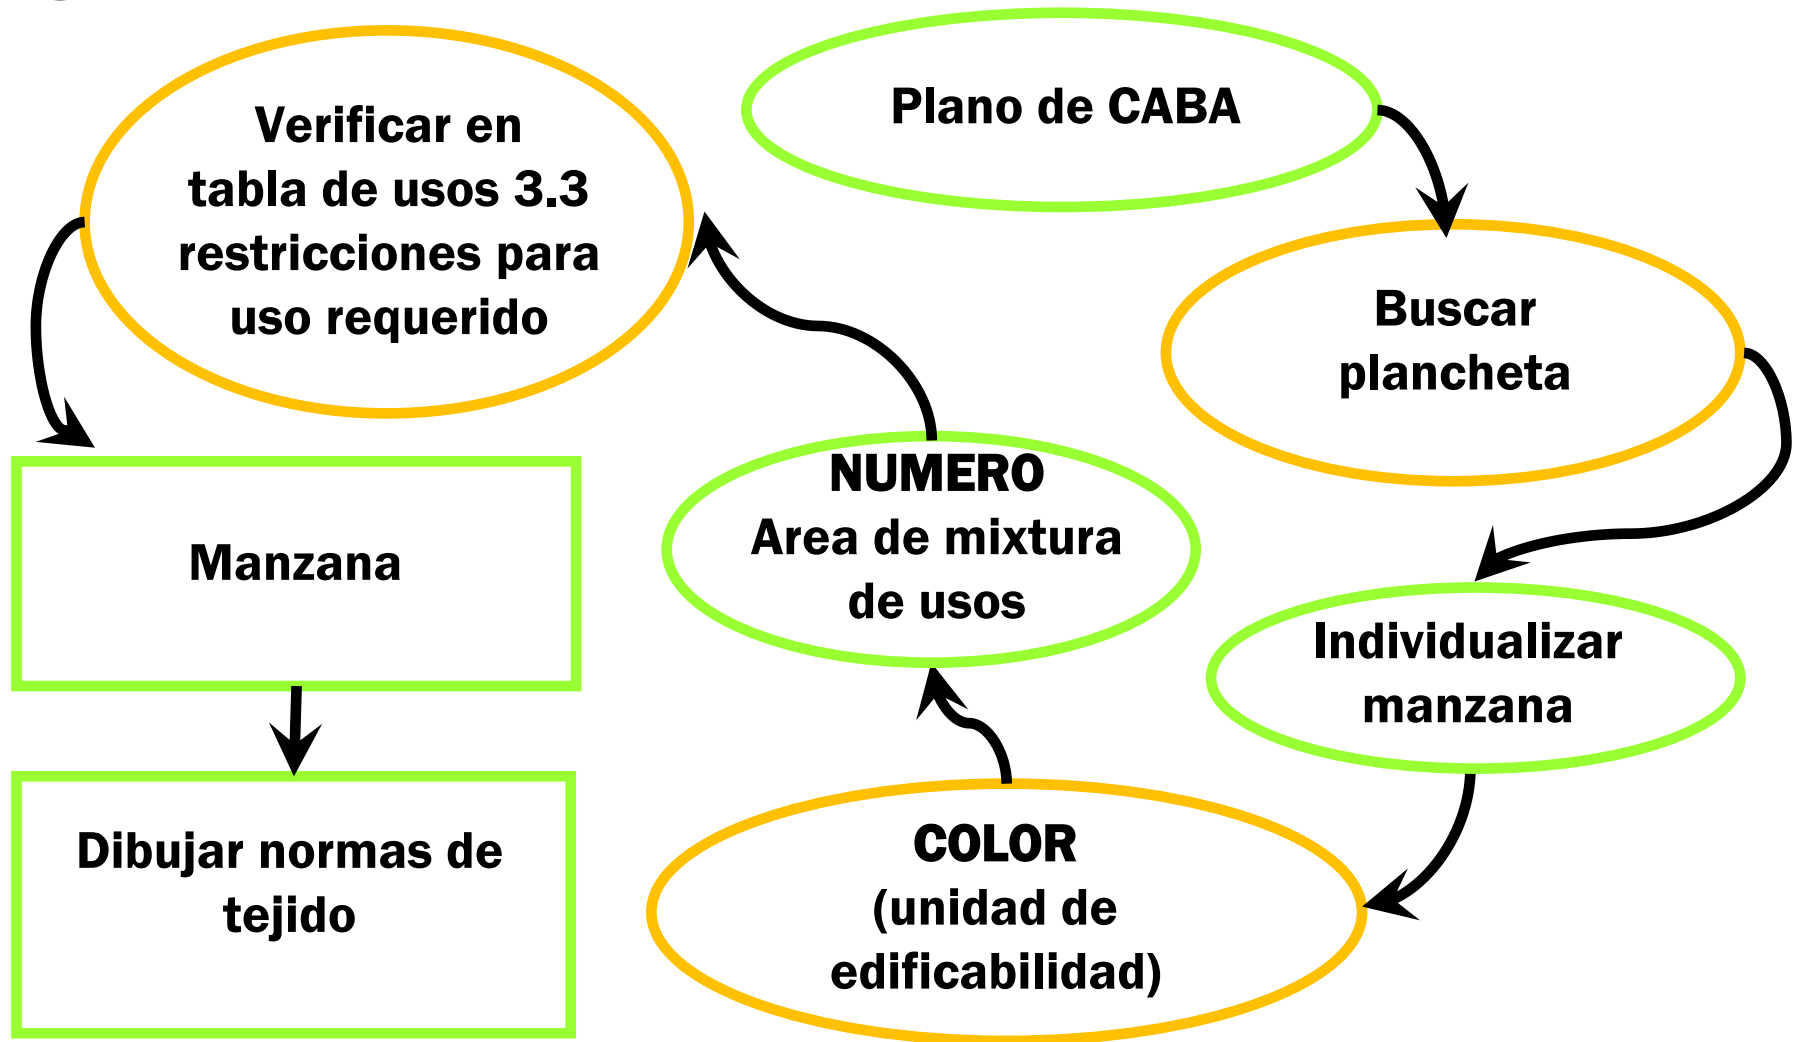 Plano de CABA
Buscar
plancheta
Individualizar
manzana
COLOR
(unidad de
edificabilidad)
NUMERO
Area de mixtura
de usos
Verificar en
tabla de usos 3.3
restricciones para
uso requerido
Manzana
Dibujar normas de
tejido